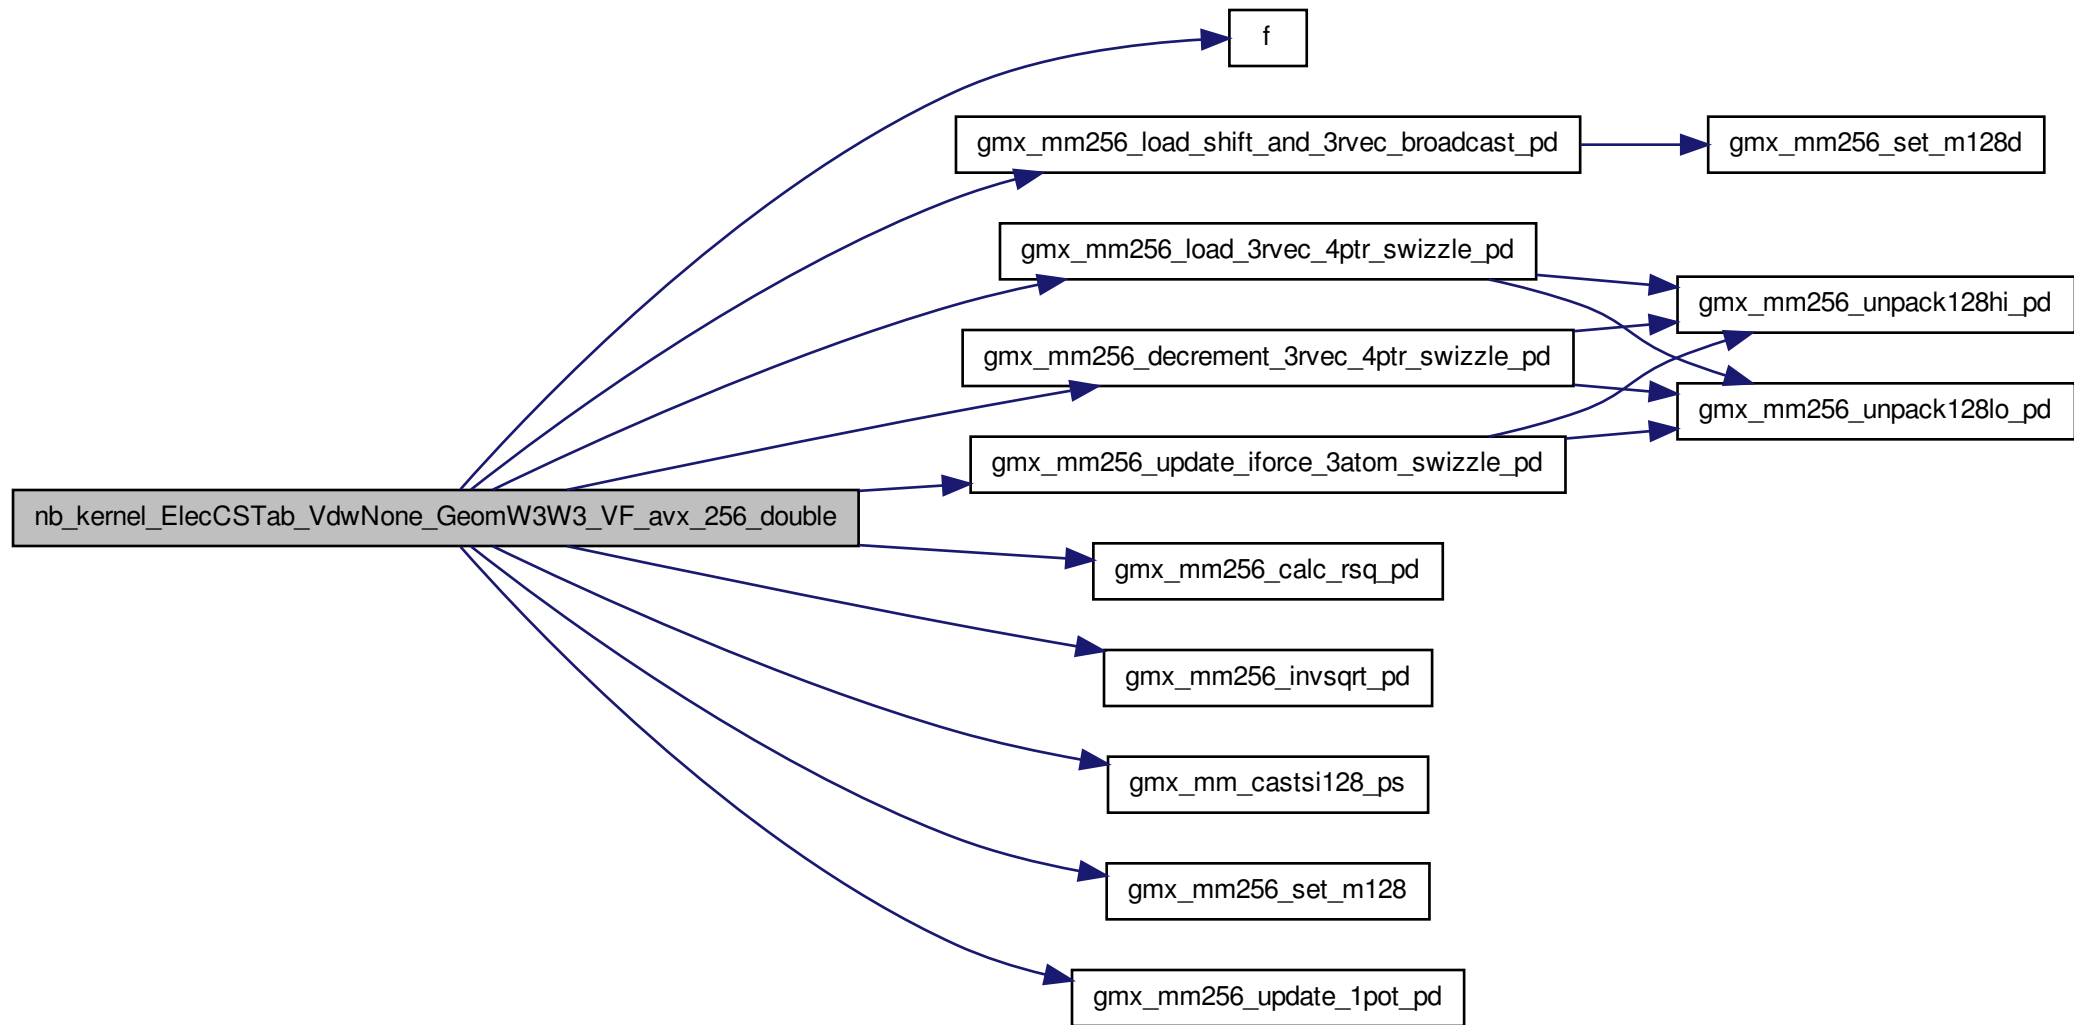 f
gmx_mm256_load_shift_and_3rvec_broadcast_pd
gmx_mm256_set_m128d
gmx_mm256_load_3rvec_4ptr_swizzle_pd
gmx_mm256_unpack128hi_pd
gmx_mm256_decrement_3rvec_4ptr_swizzle_pd
gmx_mm256_unpack128lo_pd
gmx_mm256_update_iforce_3atom_swizzle_pd
nb_kernel_ElecCSTab_VdwNone_GeomW3W3_VF_avx_256_double
gmx_mm256_calc_rsq_pd
gmx_mm256_invsqrt_pd
gmx_mm_castsi128_ps
gmx_mm256_set_m128
gmx_mm256_update_1pot_pd